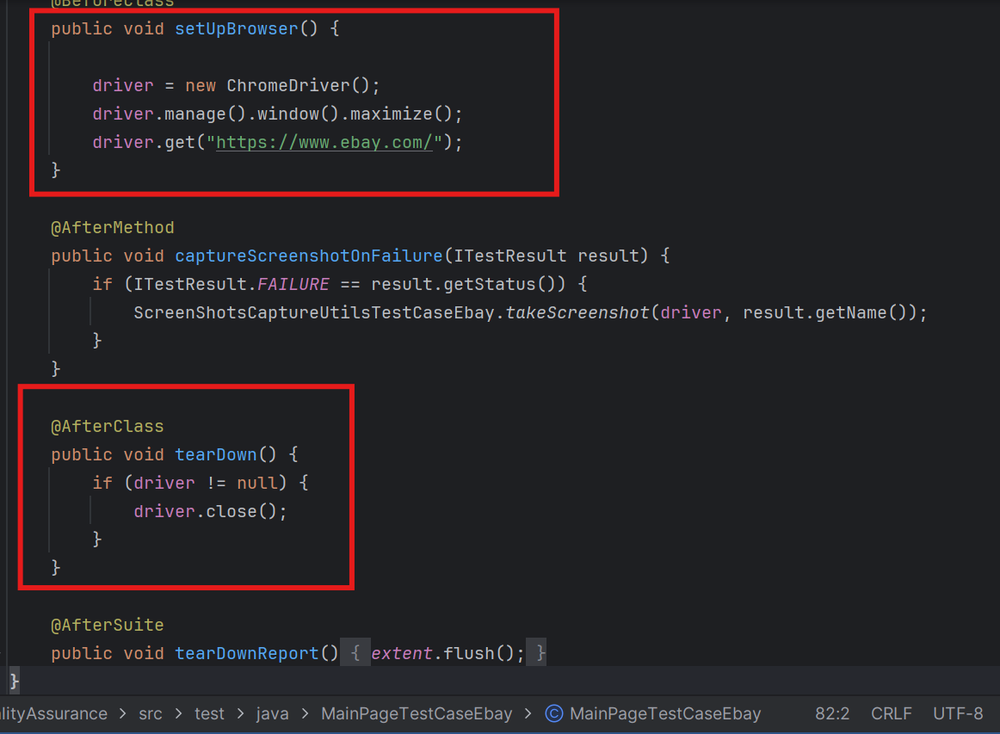 @BeforeClass
public void setUpBrowser() {
driver = new ChromeDriver();
driver.manage().window().maximize();
driver.get("https://www.ebay.com/");
}
@AfterMethod
public void captureScreenshotOnFailure(ITestResult result) {
if (ITestResult.FAILURE == result.getStatus()) {
ScreenShotsCaptureUtilsTestCaseEbay.takeScreenshot(driver, result.getName());
}
}
@AfterClass
public void tearDown() {
if (driver != null) {
driver.close();
}
}
@AfterSuite
public void tearDownReport() { extent.flush(); }
}
lityAssurance > src > test > java > MainPageTestCaseEbay > © MainPageTestCaseEbay 82:2 CRLF UTF-8